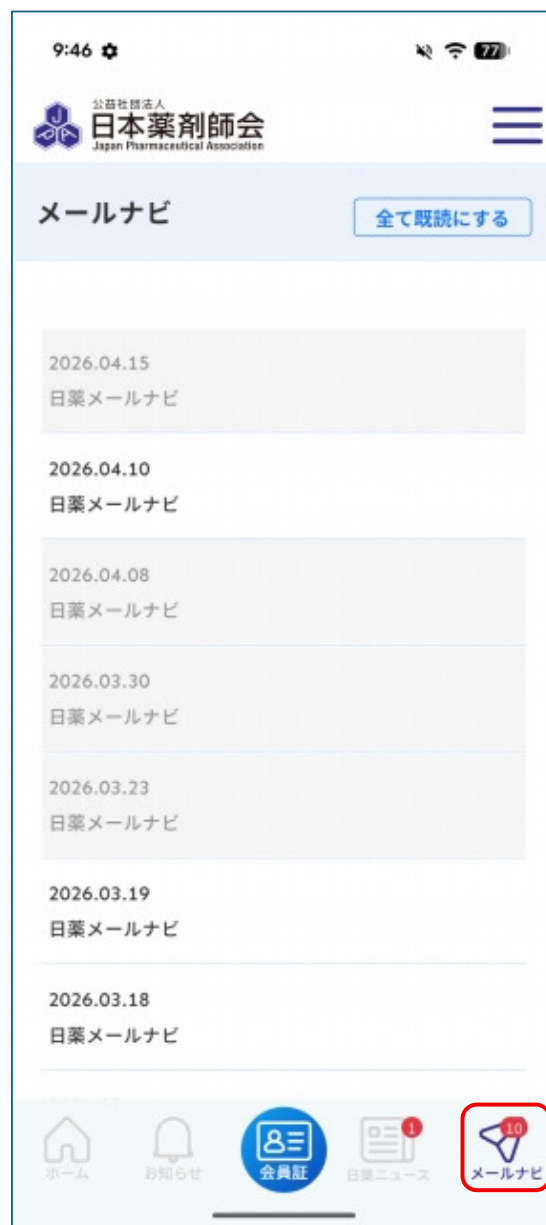 9:46
77
公益社団法人
日本薬剤師会
Japan Pharmaceutical Association
メールナビ
全て既読にする
2026.04.15
日薬メールナビ
2026.04.10
日薬メールナビ
2026.04.08
日薬メールナビ
2026.03.30
日薬メールナビ
2026.03.23
日薬メールナビ
2026.03.19
日薬メールナビ
2026.03.18
日薬メールナビ
1
10
ホーム
お知らせ
会員証
日薬ニュース
メールナビ